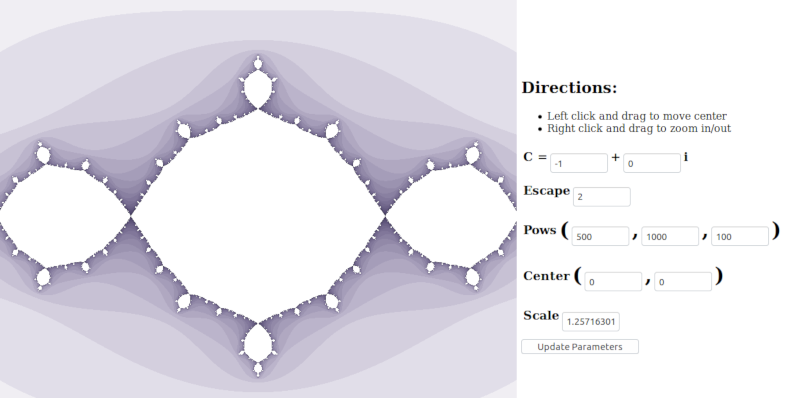 Directions:
• Left click and drag to move center
• Right click and drag to zoom in/out
C = -1 + 0 i
Escape 2
Pows ( 500 , 1000 , 100 )
Center ( 0 , 0 )
Scale 1.25716301
Update Parameters